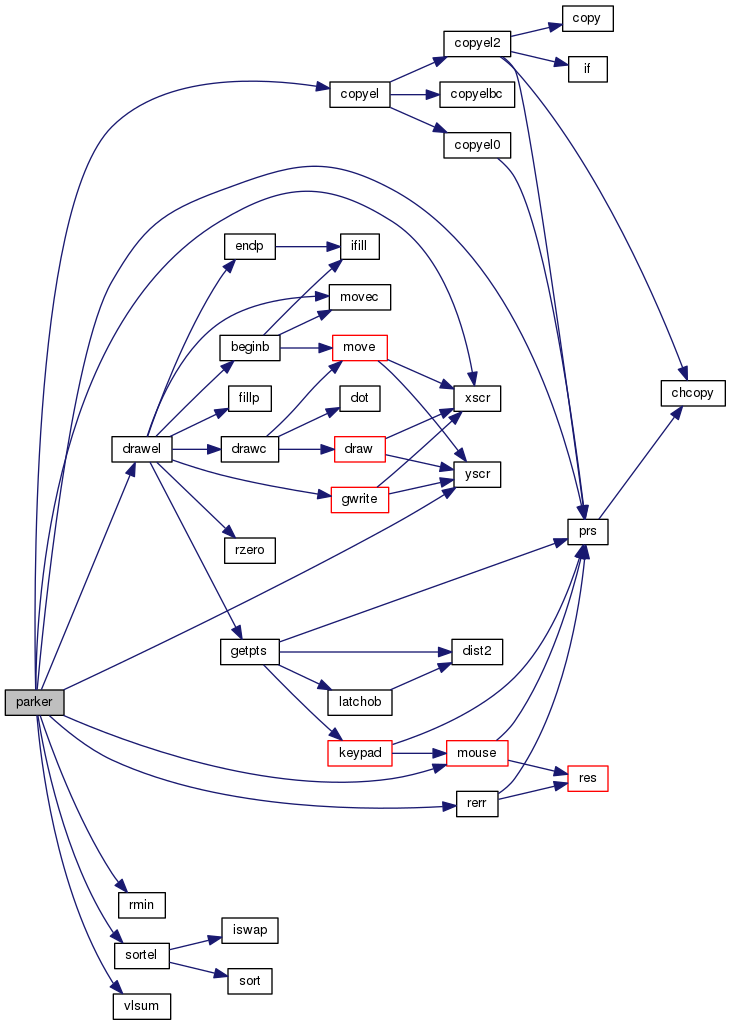 copy
copyel2
if
copyel
copyelbc
copyel0
endp
ifill
movec
beginb
move
chcopy
fillp
dot
xscr
drawel
drawc
draw
yscr
gwrite
prs
rzero
getpts
dist2
parker
latchob
keypad
mouse
res
rerr
rmin
iswap
sortel
sort
vlsum